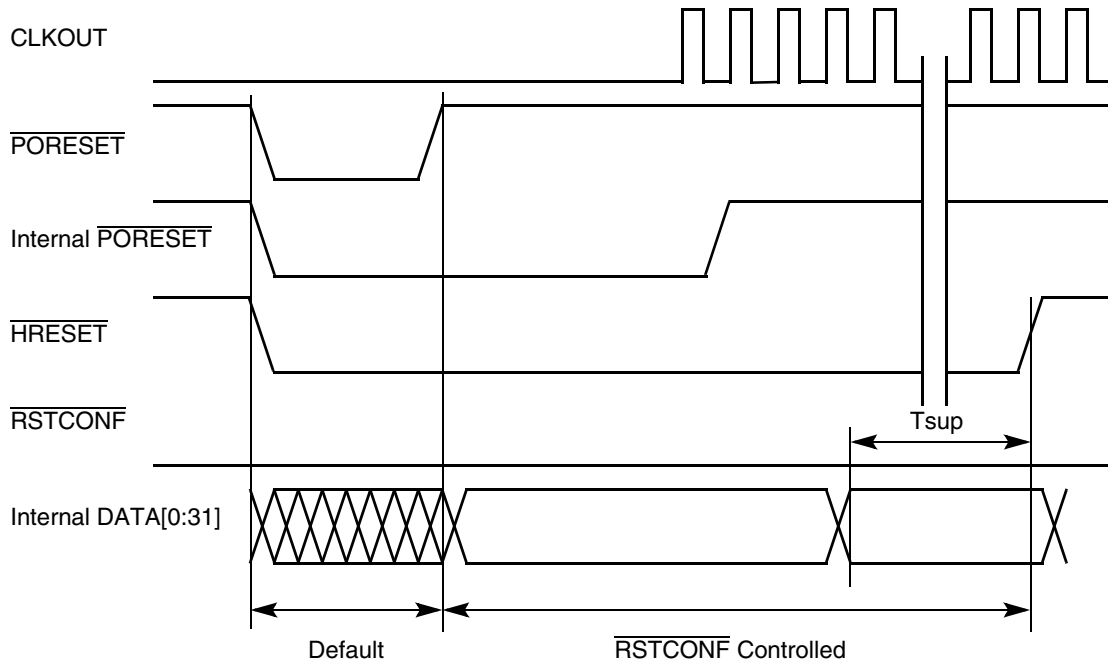 CLKOUT
PORESET
Internal PORESET
HRESET
RSTCONF
Tsup
Internal DATA[0:31]
Default
RSTCONF Controlled